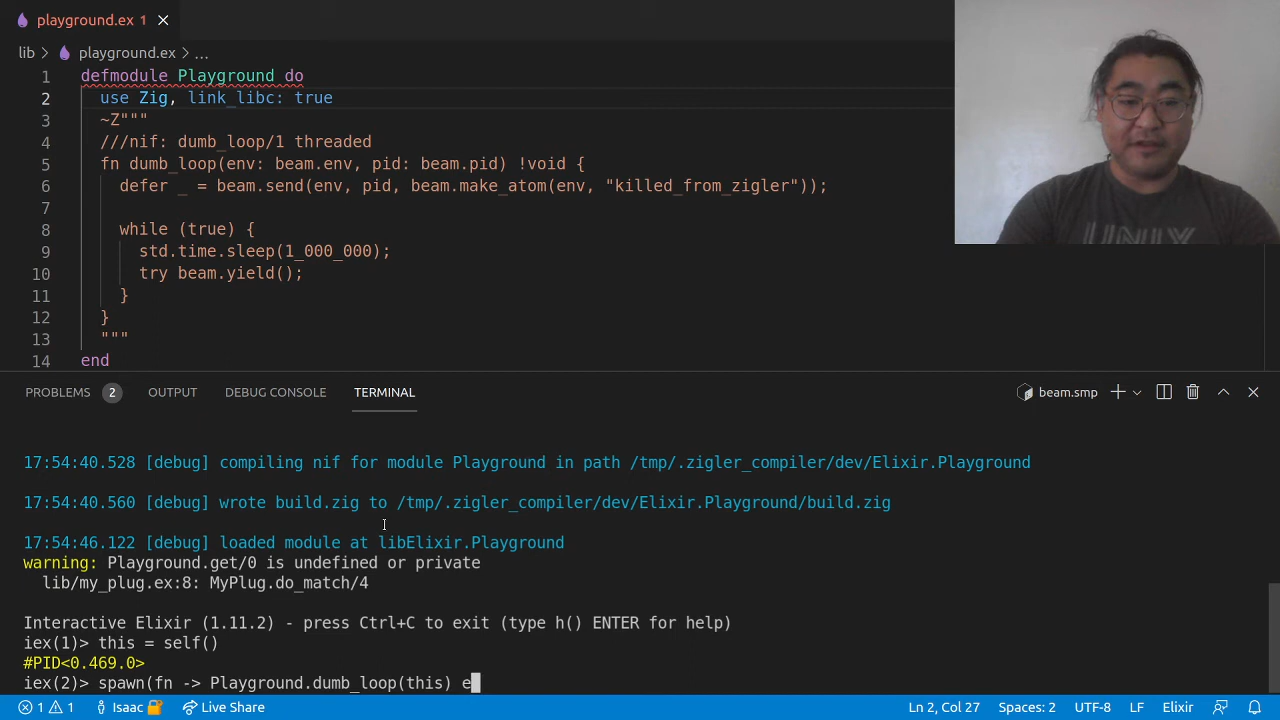 playground.ex 1
lib > playground.ex > ...
1 defmodule Playground do
2 use Zig, link_libc: true
3 ~Z"""
4 ///nif: dumb_loop/1 threaded
5 fn dumb_loop(env: beam.env, pid: beam.pid) !void {
6 defer _ = beam.send(env, pid, beam.make_atom(env, "killed_from_zigler"));
7
8 while (true) {
9 std.time.sleep(1_000_000);
10 try beam.yield();
11 }
12 }
13 """
14 end
UNIX
PROBLEMS 2 OUTPUT DEBUG CONSOLE TERMINAL beam.smp
17:54:40.528 [debug] compiling nif for module Playground in path /tmp/.zigler_compiler/dev/Elixir.Playground
17:54:40.560 [debug] wrote build.zig to /tmp/.zigler_compiler/dev/Elixir.Playground/build.zig
17:54:46.122 [debug] loaded module at libElixir.Playground
warning: Playground.get/0 is undefined or private
lib/my_plug.ex:8: MyPlug.do_match/4
Interactive Elixir (1.11.2) - press Ctrl+C to exit (type h() ENTER for help)
iex(1)> this = self()
#PID<0.469.0>
iex(2)> spawn(fn -> Playground.dumb_loop(this) e
1 1 Isaac Live Share Ln 2, Col 27 Spaces: 2 UTF-8 LF Elixir